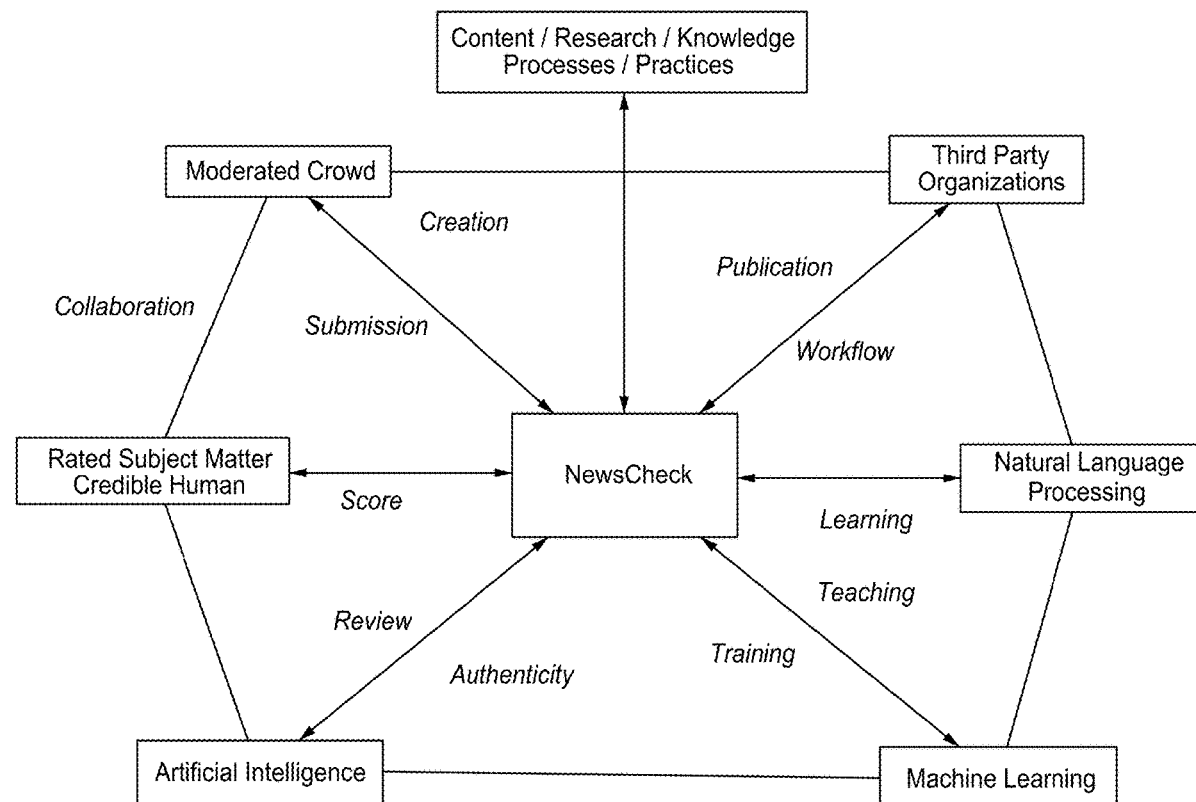 Content / Research / Knowledge
Processes / Practices
Moderated Crowd
Third Party
Organizations
Creation
Publication
Collaboration
Submission
Workflow
Rated Subject Matter
Credible Human
NewsCheck
Natural Language
Processing
Score
Learning
Teaching
Review
Training
Authenticity
Artificial Intelligence
Machine Learning